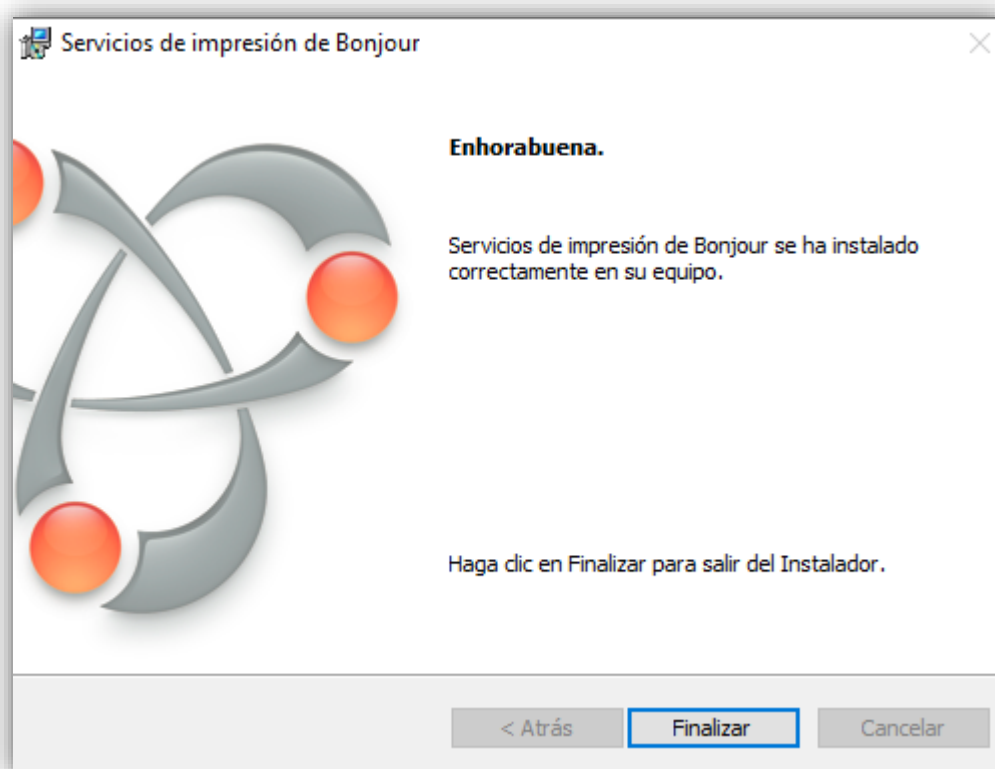 Servicios de impresión de Bonjour
Enhorabuena.
Servicios de impresión de Bonjour se ha instalado
correctamente en su equipo.
Haga clic en Finalizar para salir del Instalador.
< Atrás
Finalizar
Cancelar